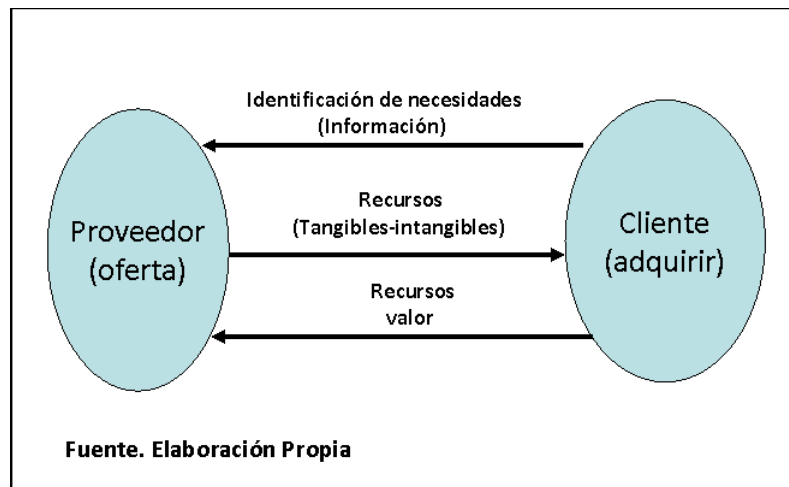 Identificación de necesidades
(Información)
Recursos
(Tangibles-intangibles)
Proveedor
(oferta)
Cliente
(adquirir)
Recursos
valor
Fuente. Elaboración Propia